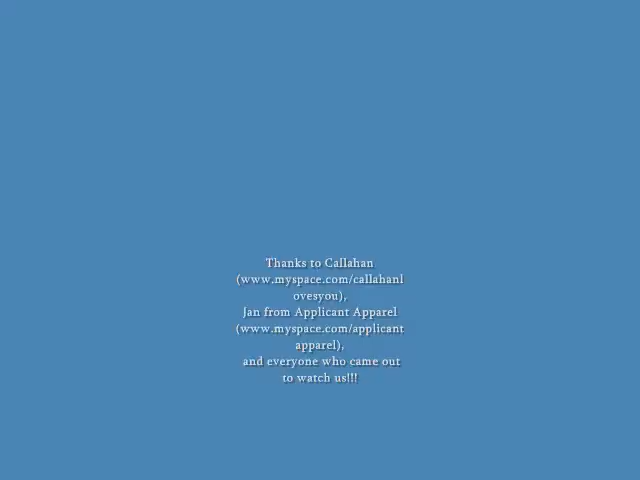 Thanks to Callahan
(www.myspace.com/callahanl
ovesyou),
Jan from Applicant Apparel
(www.myspace.com/applicant
apparel),
and everyone who came out
to watch us!!!